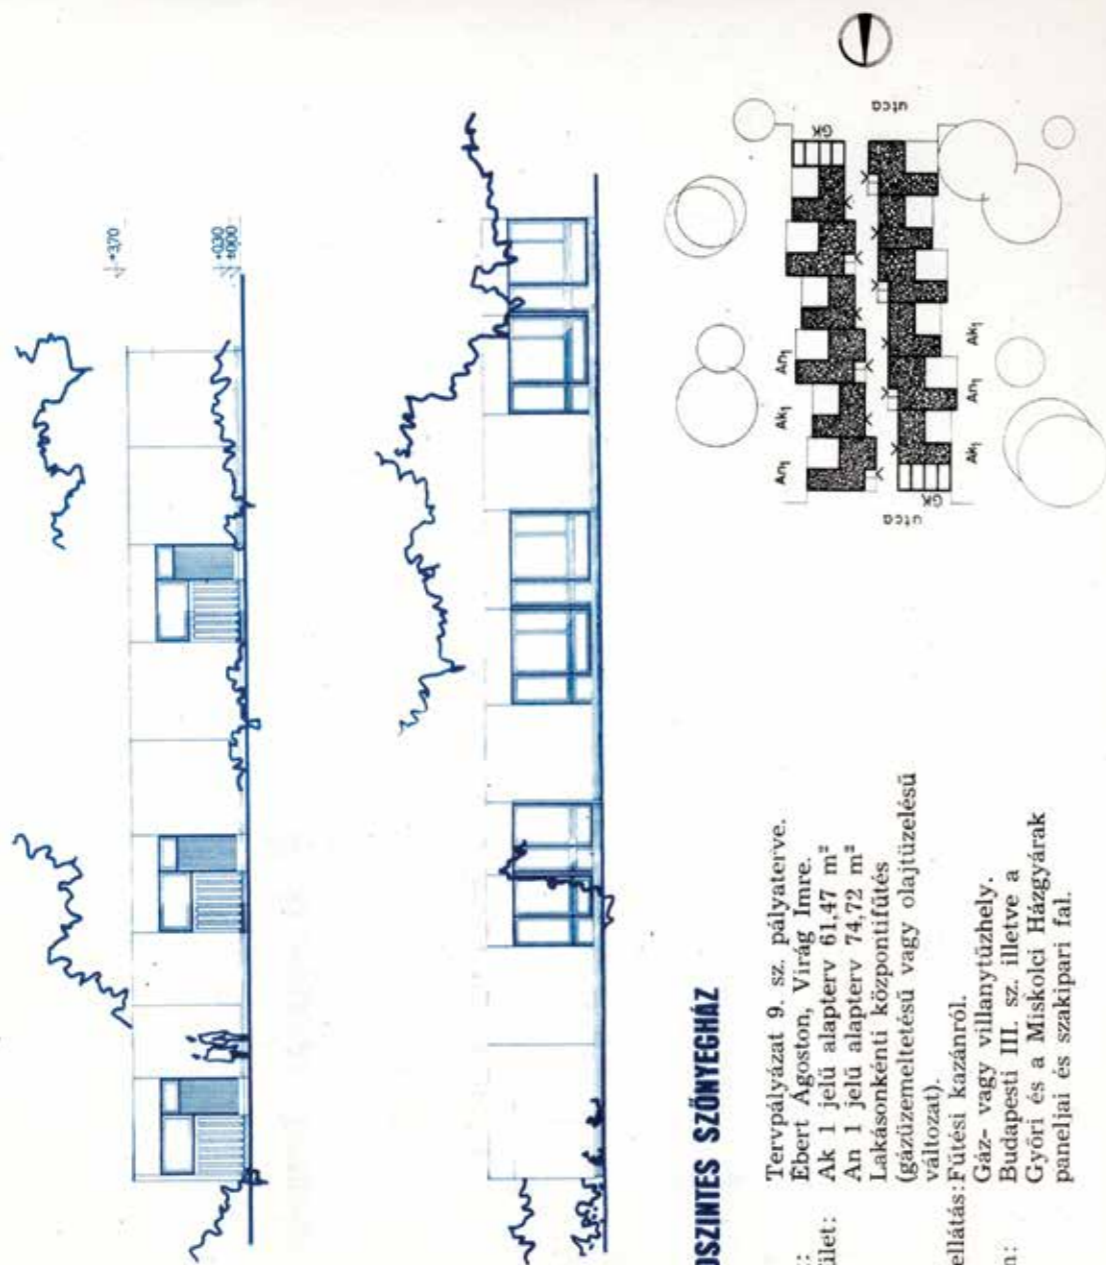 +3,70
+0,30
±0,00
OSZINTES SZŐNYEGHÁZ
Tervpályázat 9. sz. pályaterve.
Ebert Ágoston, Virág Imre.
ület: Ak 1 jelű alapterv 61,47 m²
An 1 jelű alapterv 74,72 m²
Lakásonkénti központifűtés
(gázüzemeltetésű vagy olajtüzelésű
változat).
ellátás: Fűtési kazánról.
Gáz- vagy villanytűzhely.
n: Budapesti III. sz. illetve a
Győri és a Miskolci Házgyárak
paneljai és szakipari fal.
utca
GK
An1
Ak1
An1
Ak1
An1
Ak1
GK
utca